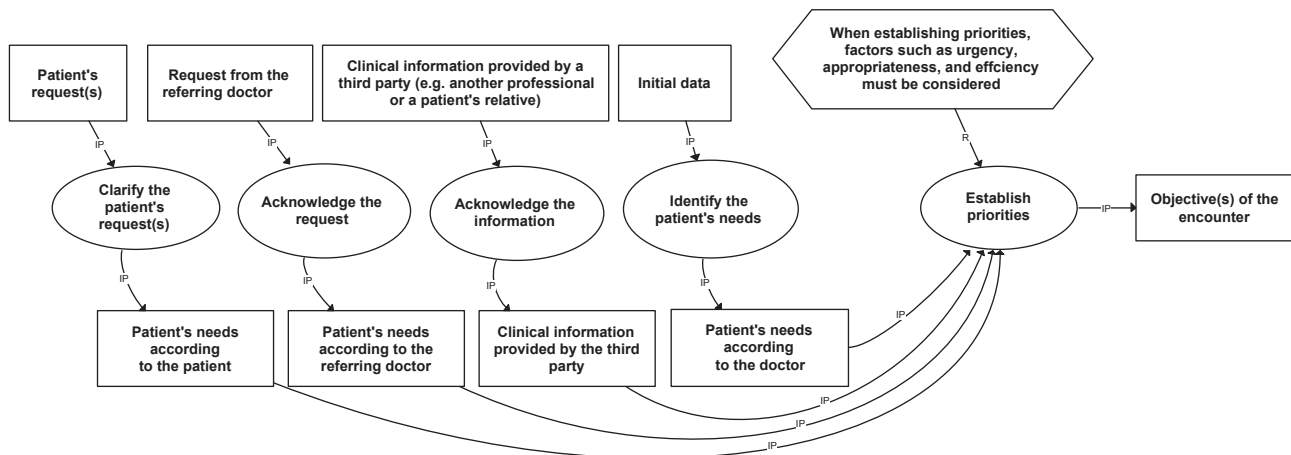 Patient's
request(s)
Request from the
referring doctor
Clinical information provided by a
third party (e.g. another professional
or a patient's relative)
Initial data
When establishing priorities,
factors such as urgency,
appropriateness, and effciency
must be considered
IP
IP
IP
IP
R
Clarify the
patient's
request(s)
Acknowledge the
request
Acknowledge the
information
Identify the
patient's needs
Establish
priorities
IP
Objective(s) of the
encounter
IP
IP
IP
IP
Patient's needs
according
to the patient
Patient's needs
according to the
referring doctor
Clinical information
provided by the third
party
Patient's needs
according
to the doctor
IP
IP
IP
IP